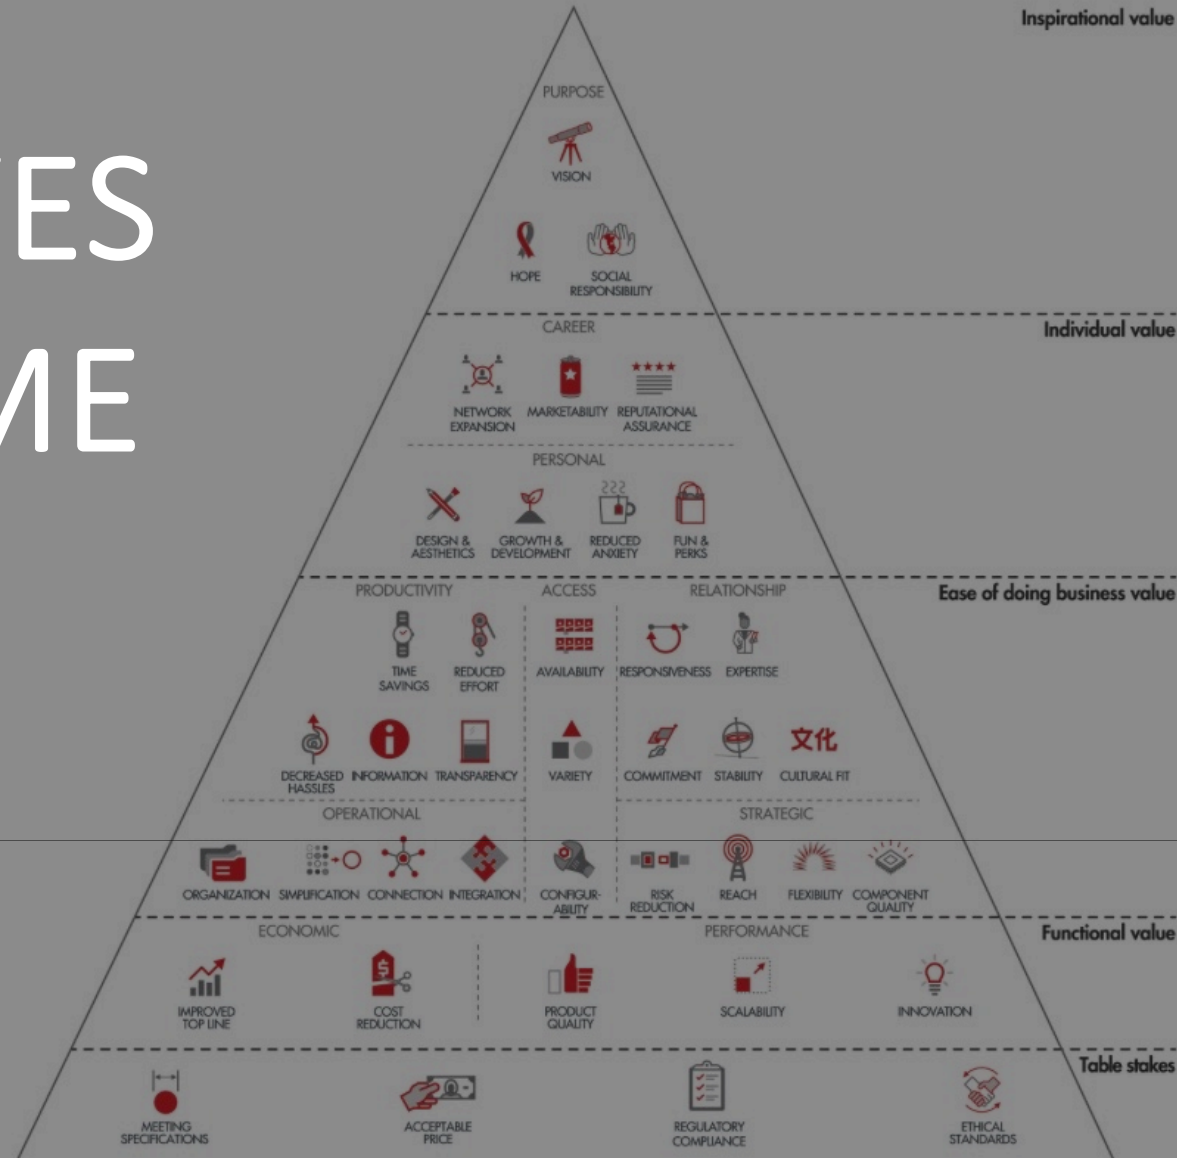 ES
ME
Inspirational value
PURPOSE
VISION
HOPE
SOCIAL
RESPONSIBILITY
Individual value
CAREER
NETWORK
EXPANSION
MARKETABILITY
REPUTATIONAL
ASSURANCE
PERSONAL
DESIGN &
AESTHETICS
GROWTH &
DEVELOPMENT
REDUCED
ANXIETY
FUN &
PERKS
Ease of doing business value
PRODUCTIVITY
ACCESS
RELATIONSHIP
TIME
SAVINGS
REDUCED
EFFORT
AVAILABILITY
RESPONSIVENESS
EXPERTISE
DECREASED
HASSLES
INFORMATION
TRANSPARENCY
VARIETY
COMMITMENT
STABILITY
文化
CULTURAL FIT
OPERATIONAL
STRATEGIC
ORGANIZATION
SIMPLIFICATION
CONNECTION
INTEGRATION
CONFIGUR-
ABILITY
RISK
REDUCTION
REACH
FLEXIBILITY
COMPONENT
QUALITY
Functional value
ECONOMIC
PERFORMANCE
IMPROVED
TOP LINE
COST
REDUCTION
PRODUCT
QUALITY
SCALABILITY
INNOVATION
Table stakes
MEETING
SPECIFICATIONS
ACCEPTABLE
PRICE
REGULATORY
COMPLIANCE
ETHICAL
STANDARDS